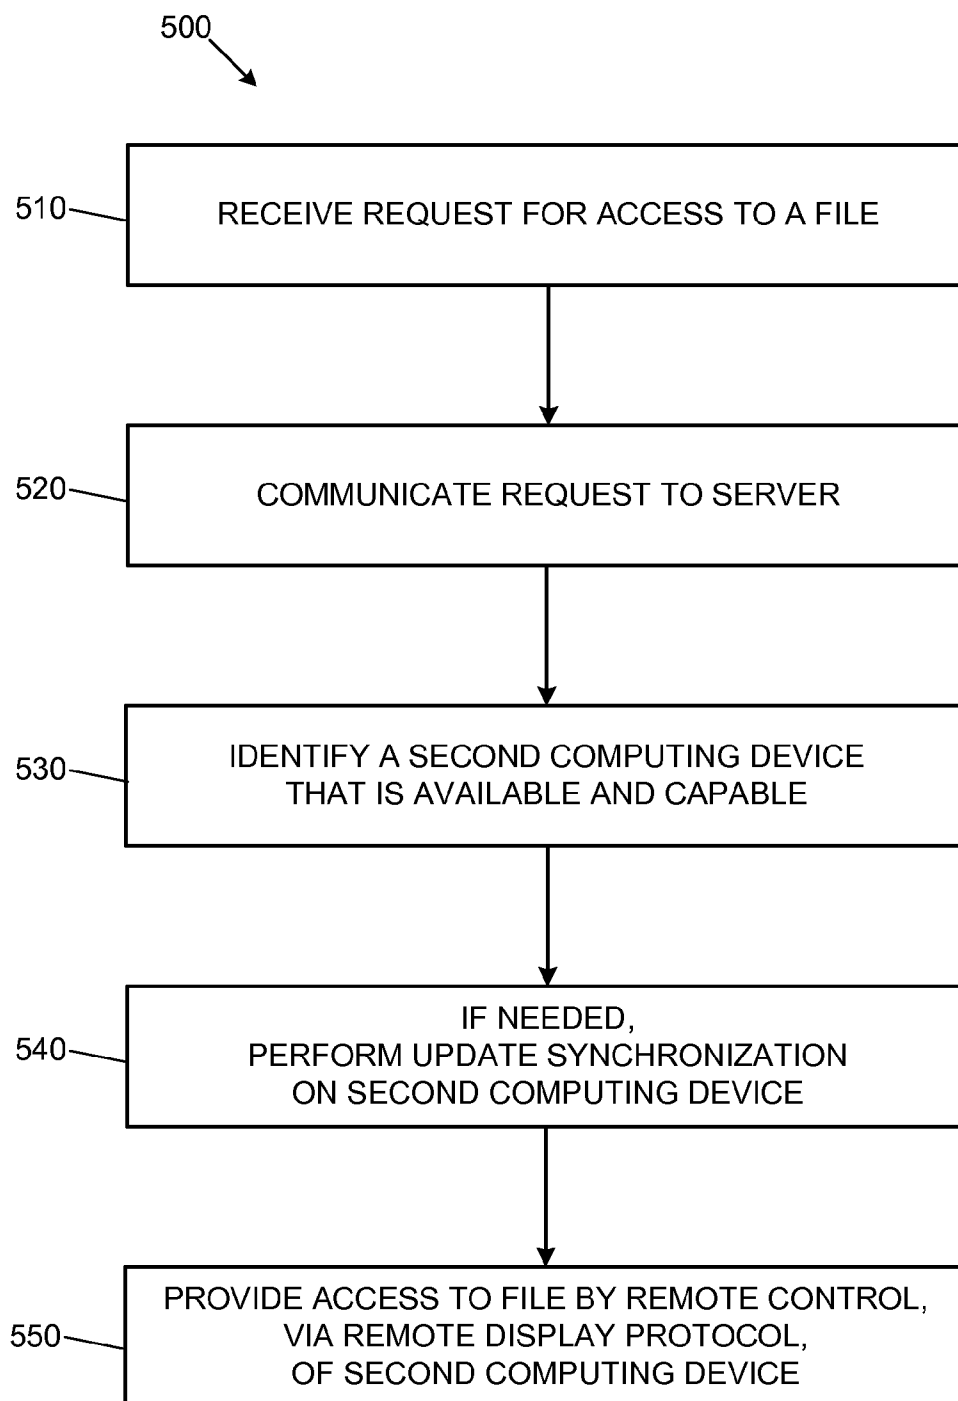 500
510
RECEIVE REQUEST FOR ACCESS TO A FILE
520
COMMUNICATE REQUEST TO SERVER
530
IDENTIFY A SECOND COMPUTING DEVICE
THAT IS AVAILABLE AND CAPABLE
540
IF NEEDED,
PERFORM UPDATE SYNCHRONIZATION
ON SECOND COMPUTING DEVICE
550
PROVIDE ACCESS TO FILE BY REMOTE CONTROL,
VIA REMOTE DISPLAY PROTOCOL,
OF SECOND COMPUTING DEVICE